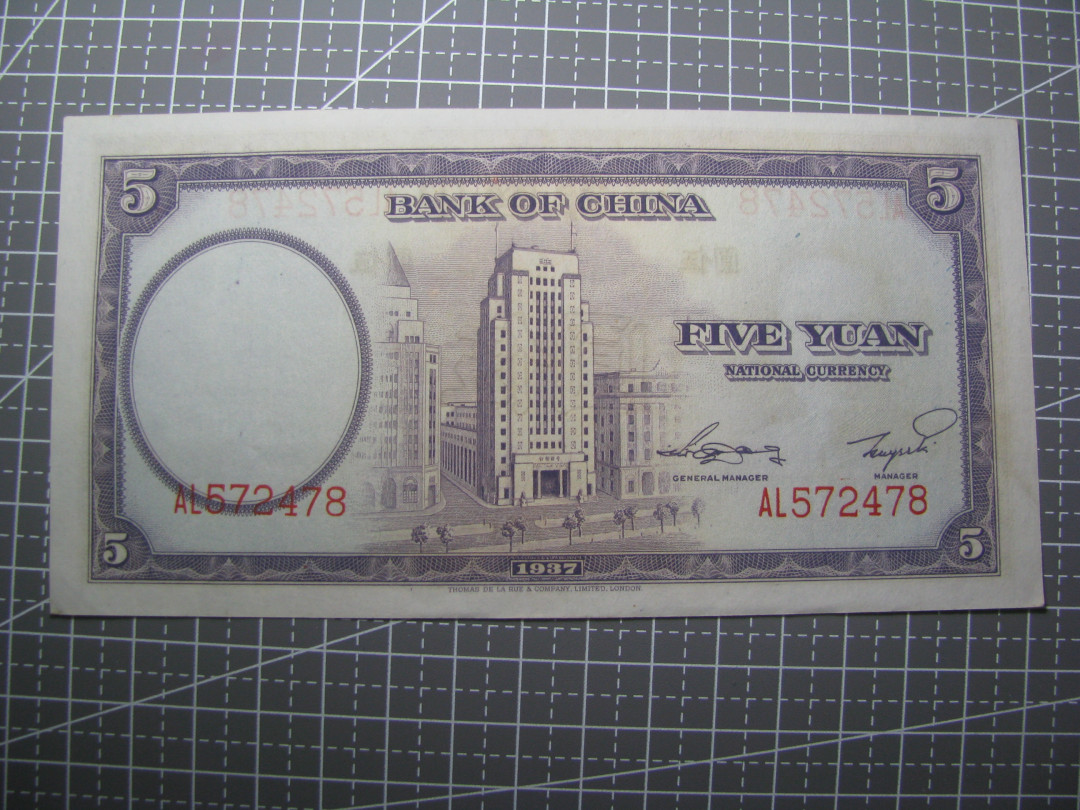 5 BANK OF CHINA 5
FIVE YUAN
NATIONAL CURRENCY
GENERAL MANAGER MANAGER
AL572478 AL572478
5 1937 5
THOMAS DE LA RUE & COMPANY, LIMITED, LONDON.